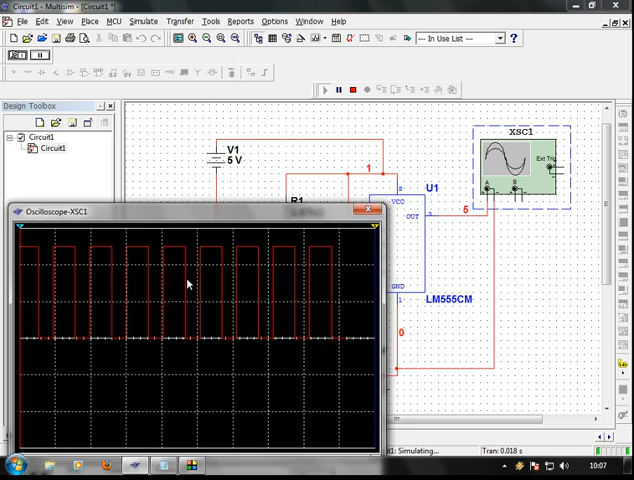 Circuit1 - Multisim - [Circuit1 *]
File Edit View Place MCU Simulate Transfer Tools Reports Options Window Help
--- In Use List ---
Design Toolbox
Circuit1
Circuit1
V1
5 V
XSC1
Ext Trig
A
B
1
8
VCC
U1
R1
OUT
3
5
Oscilloscope-XSC1
GND
1
LM555CM
0
Simulating...
Tran: 0.018 s
10:07